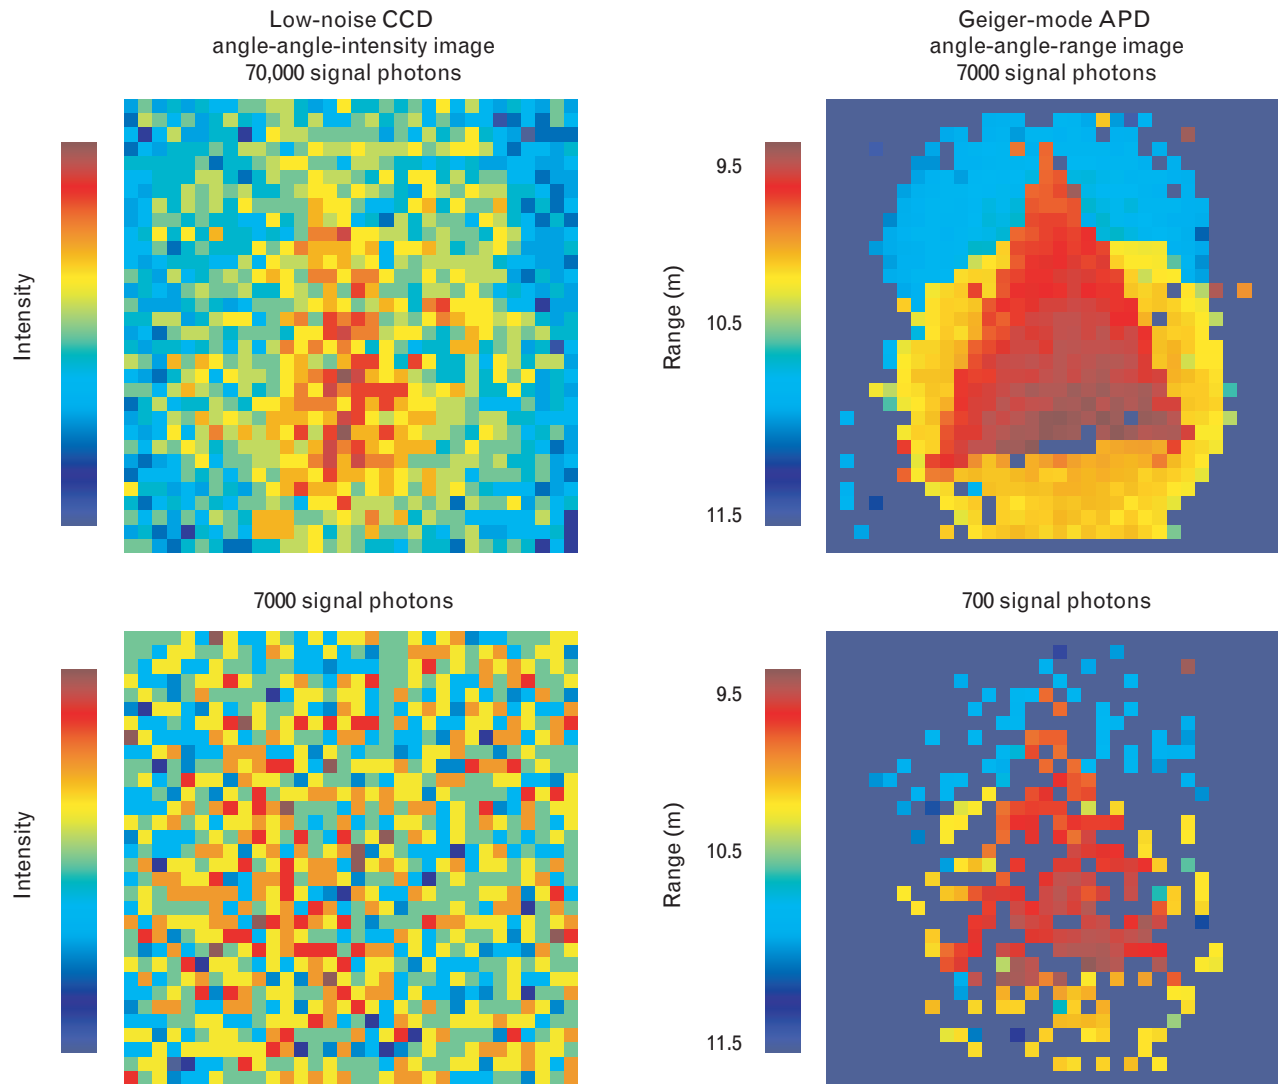 Low-noise CCD
angle-angle-intensity image
70,000 signal photons
Geiger-mode APD
angle-angle-range image
7000 signal photons
Intensity
Range (m)
9.5
10.5
11.5
7000 signal photons
700 signal photons
Intensity
Range (m)
9.5
10.5
11.5